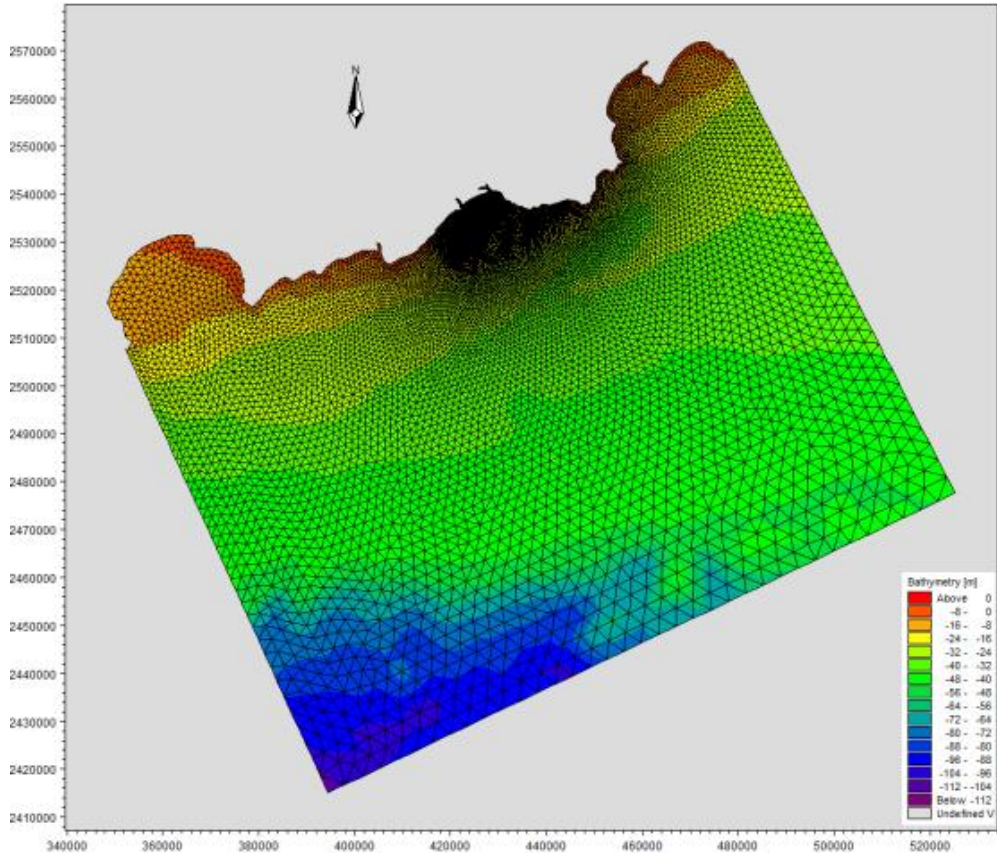 N
2570000
2560000
2550000
2540000
2530000
2520000
2510000
2500000
2490000
2480000
2470000
2460000
2450000
2440000
2430000
2420000
2410000
340000 360000 380000 400000 420000 440000 460000 480000 500000 520000
Bathymetry [m]
Above 0
-8 - 0
-16 - -8
-24 - -16
-32 - -24
-40 - -32
-48 - -40
-56 - -48
-64 - -56
-72 - -64
-80 - -72
-88 - -80
-96 - -88
-104 - -96
-112 - -104
Below -112
Undefined V